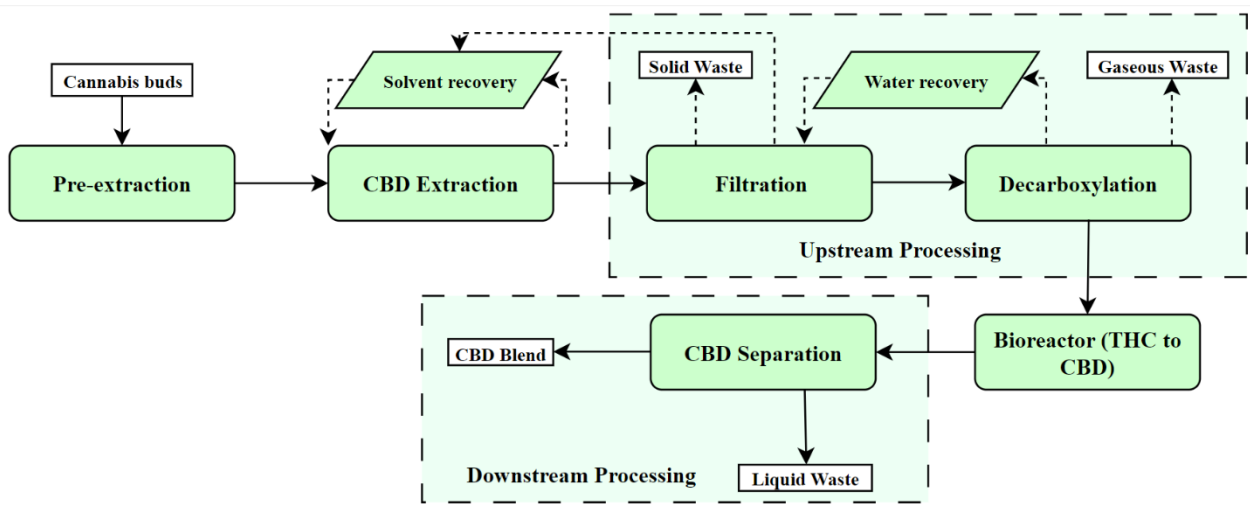 Cannabis buds
Solvent recovery
Solid Waste
Water recovery
Gaseous Waste
Pre-extraction
CBD Extraction
Filtration
Decarboxylation
Upstream Processing
CBD Blend
CBD Separation
Bioreactor (THC to
CBD)
Downstream Processing
Liquid Waste